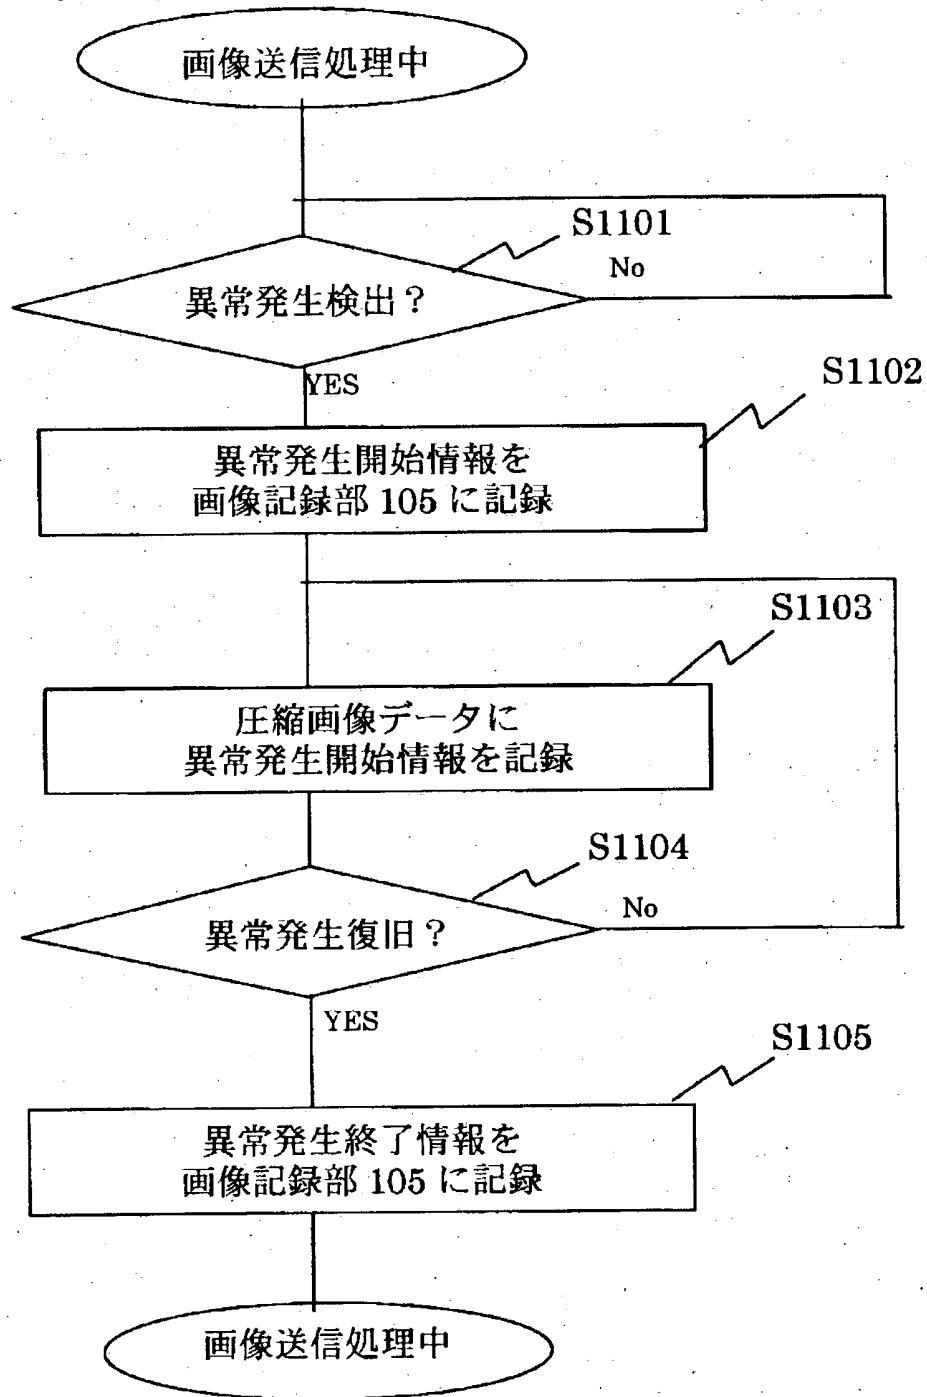 画像送信処理中
S1101
No
異常発生検出？
YES
S1102
異常発生開始情報を
画像記録部 105 に記録
S1103
圧縮画像データに
異常発生開始情報を記録
S1104
No
異常発生復旧？
YES
S1105
異常発生終了情報を
画像記録部 105 に記録
画像送信処理中